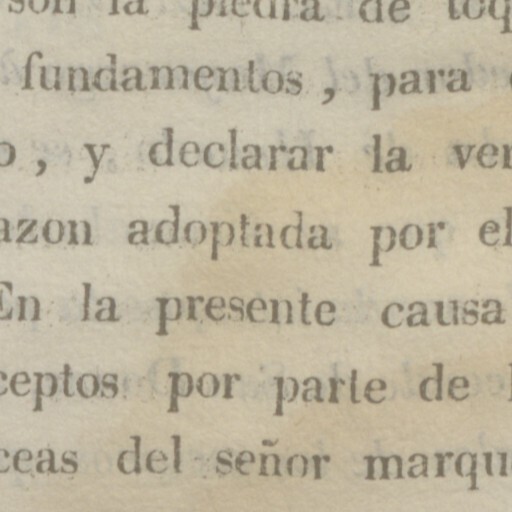 son la piedra de toq
fundamentos, para
o, y declarar la ver
azon adoptada por el
En la presente causa
ceptos por parte de l
ceas del señor marqu